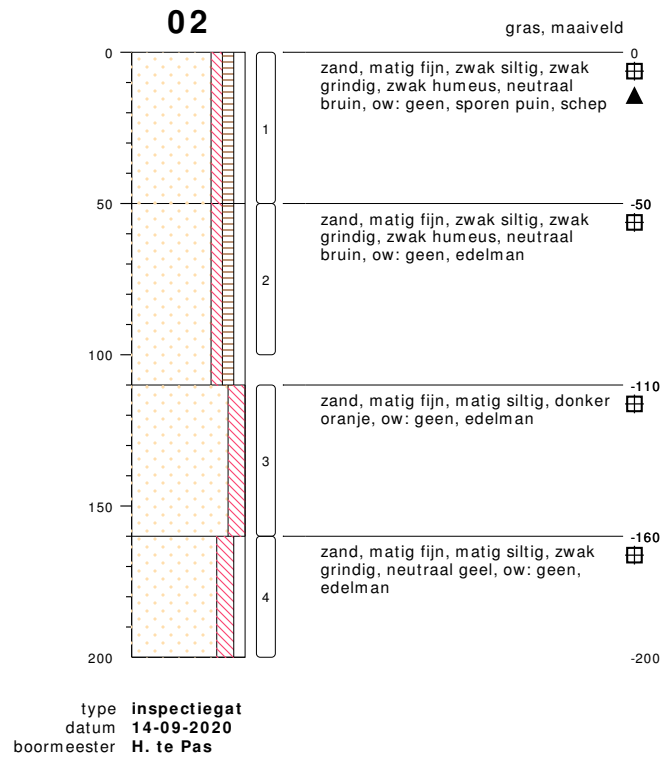 02
gras, maaiveld
0
0
zand, matig fijn, zwak siltig, zwak
grindig, zwak humeus, neutraal
bruin, ow: geen, sporen puin, schep
1
50
-50
zand, matig fijn, zwak siltig, zwak
grindig, zwak humeus, neutraal
bruin, ow: geen, edelman
2
100
-110
zand, matig fijn, matig siltig, donker
oranje, ow: geen, edelman
3
150
-160
zand, matig fijn, matig siltig, zwak
grindig, neutraal geel, ow: geen,
edelman
4
200
-200
type inspectiegat
datum 14-09-2020
boormeester H. te Pas